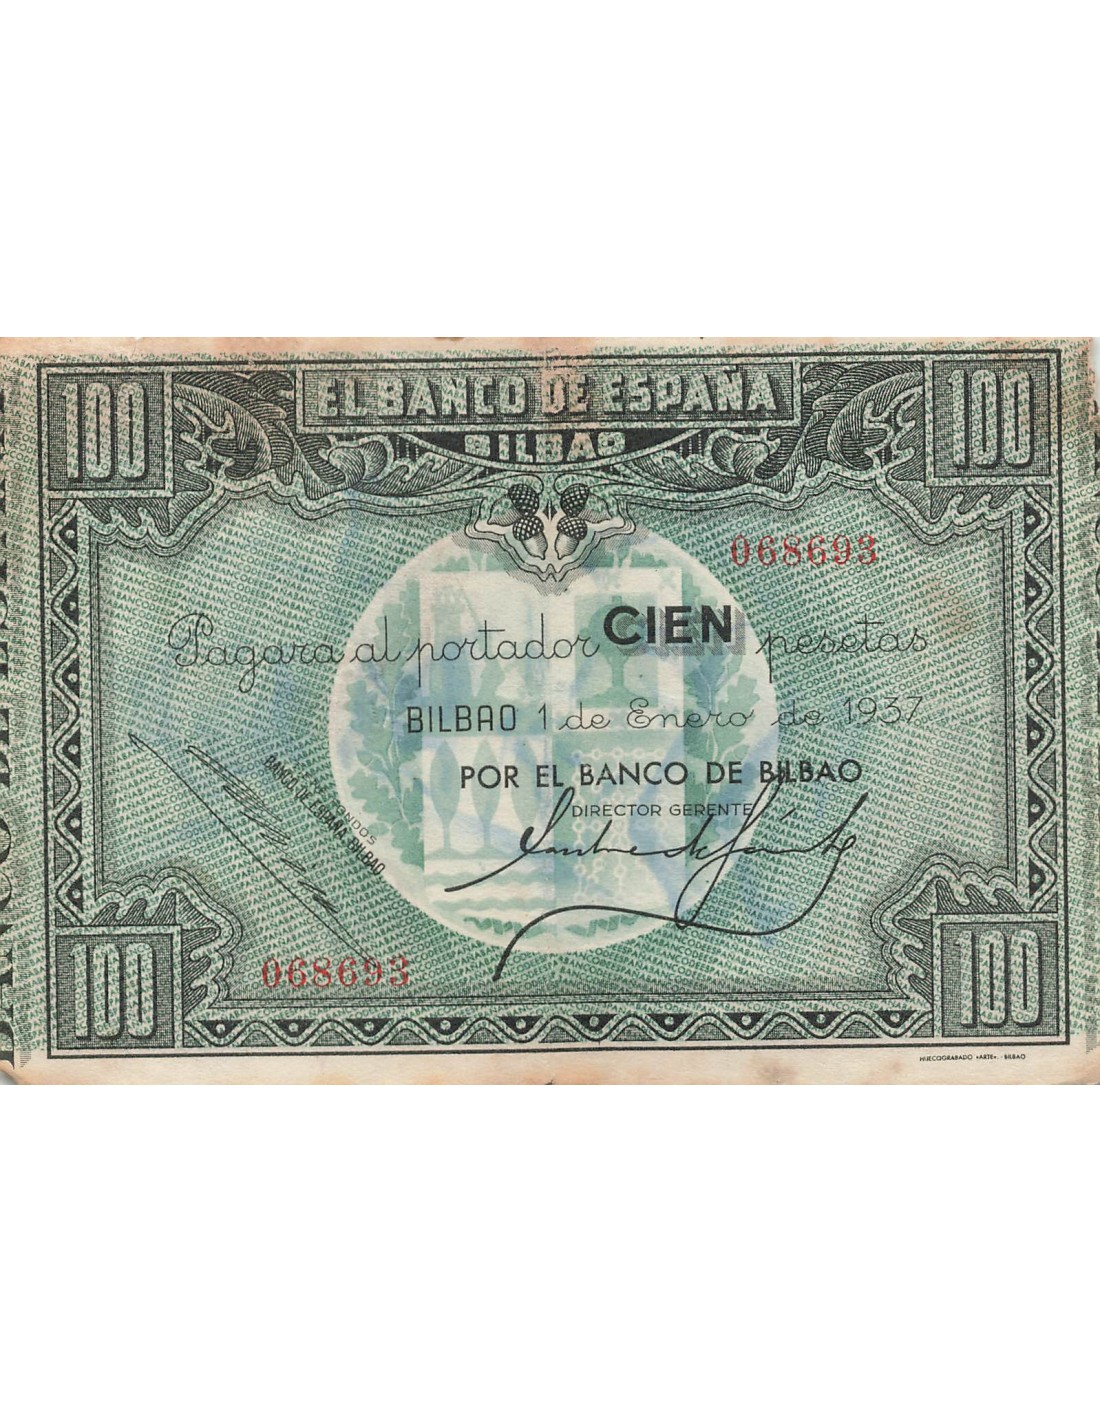 100
EL BANCO DE ESPAÑA
100
BILBAO
068693
Pagara al portador CIEN pesetas
BILBAO 1 de Enero de 1937
POR EL BANCO DE BILBAO
DIRECTOR GERENTE
BANCO DE ESPAÑA-BILBAO
068693
100
100
HUECOGRABADO «ARTE». - BILBAO